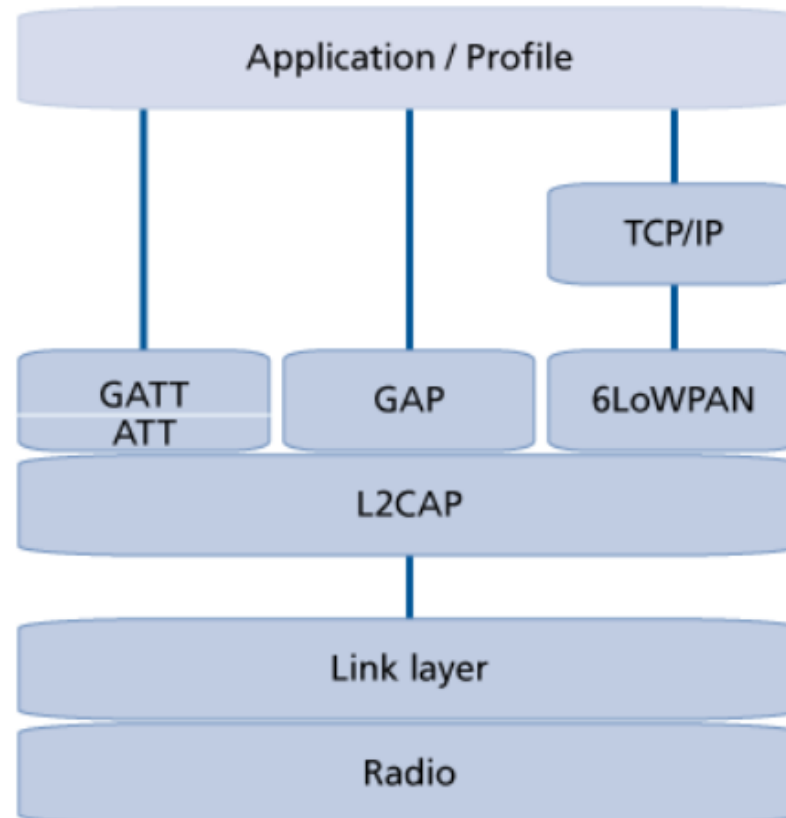 Application / Profile
TCP/IP
GATT
ATT
GAP
6LoWPAN
L2CAP
Link layer
Radio